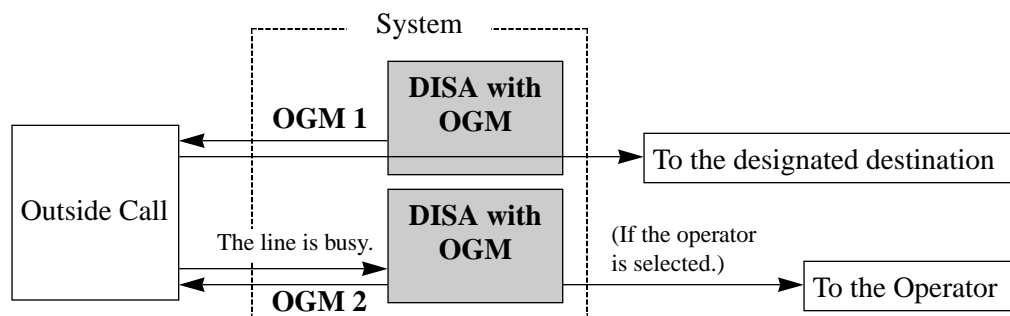 System
DISA with
OGM
OGM 1
To the designated destination
Outside Call
DISA with
OGM
The line is busy.
(If the operator
is selected.)
To the Operator
OGM 2